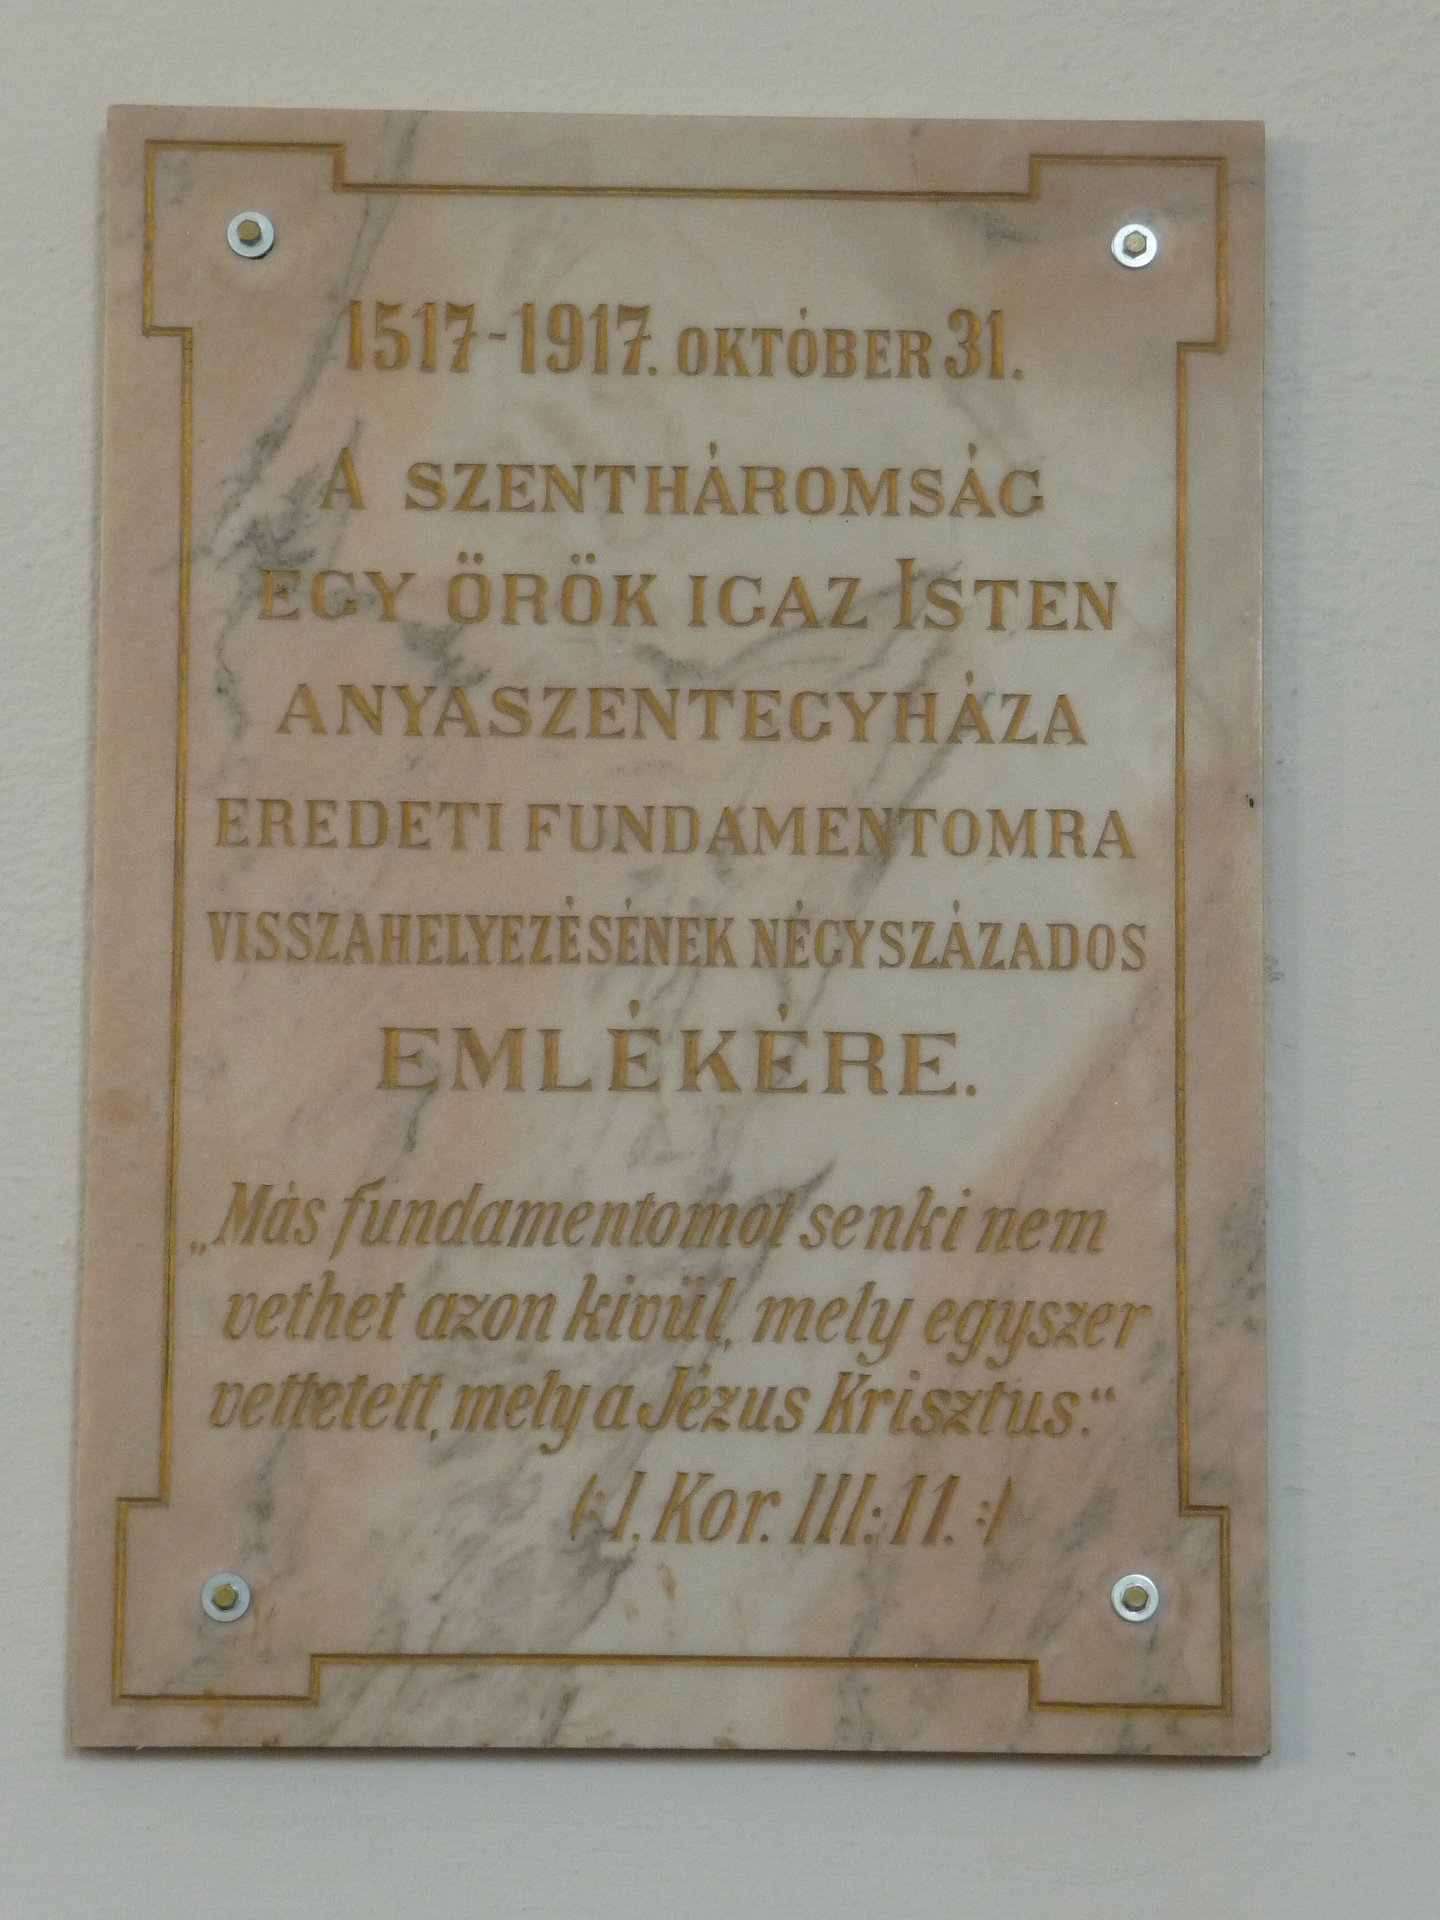 1517-1917. OKTÓBER 31.
A SZENTHÁROMSÁG
EGY ÖRÖK IGAZ ISTEN
ANYASZENTEGYHÁZA
EREDETI FUNDAMENTOMRA
VISSZAHELYEZÉSÉNEK NÉGYSZÁZADOS
EMLÉKÉRE.
„Más fundamentomot senki nem
vethet azon kivül, mely egyszer
vettetett, mely a Jézus Krisztus.“
(: I. Kor. III: 11. :)